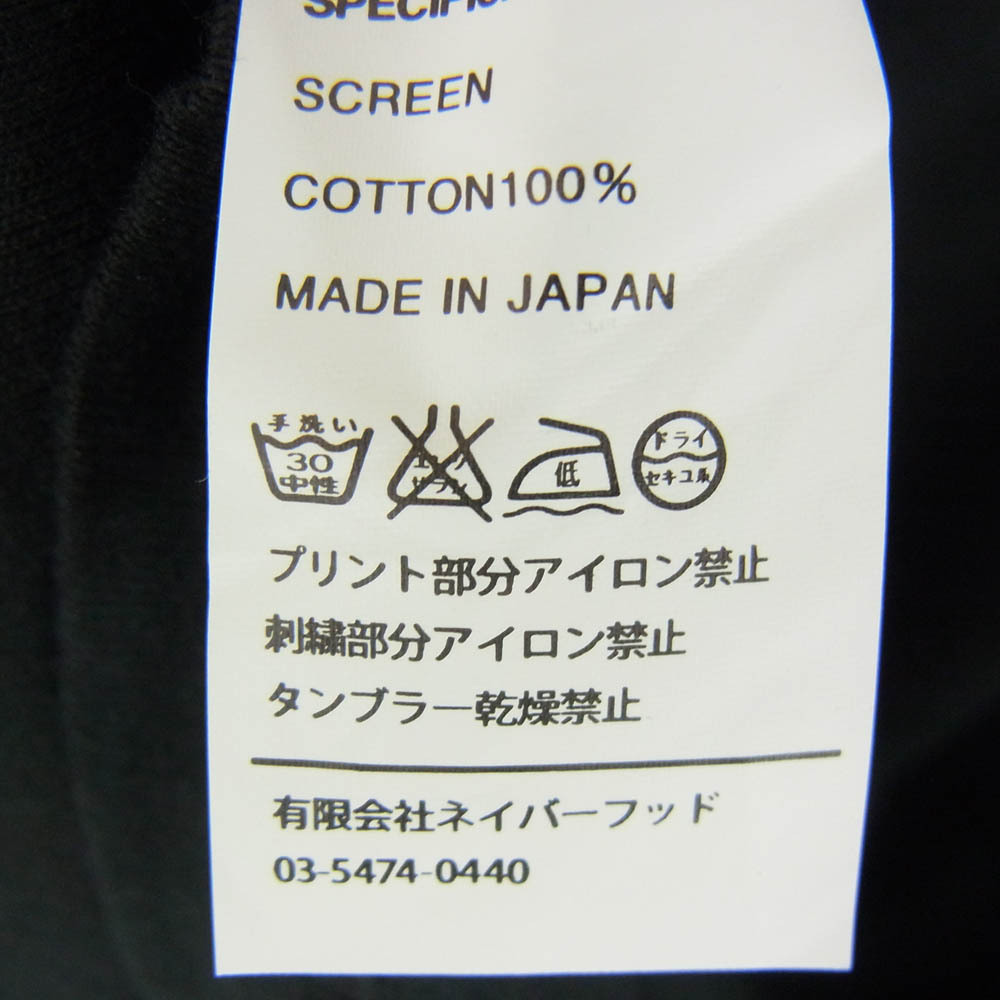 SCREEN
COTTON100%
MADE IN JAPAN
手洗い
30
中性
低
ドライ
セキユ系
プリント部分アイロン禁止
刺繍部分アイロン禁止
タンブラー乾燥禁止
有限会社ネイバーフッド
03-5474-0440